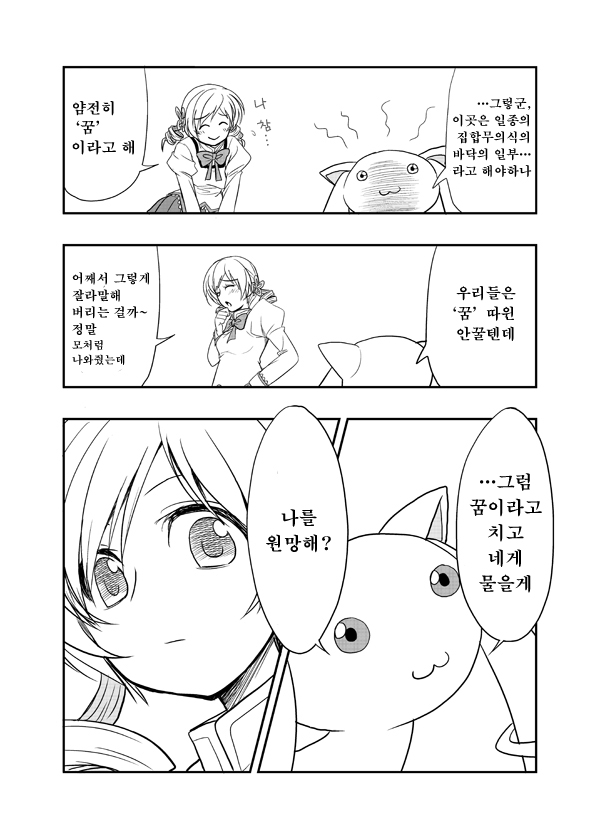 …그렇군,
이곳은 일종의
집합무의식의
바닥의 일부…
라고 해야하나
나
참…
얌전히
‘꿈’
이라고 해
우리들은
‘꿈’ 따윈
안꿀텐데
어째서 그렇게
잘라말해
버리는 걸까~
정말
모처럼
나와줬는데
…그럼
꿈이라고
치고
네게
물을게
나를
원망해?